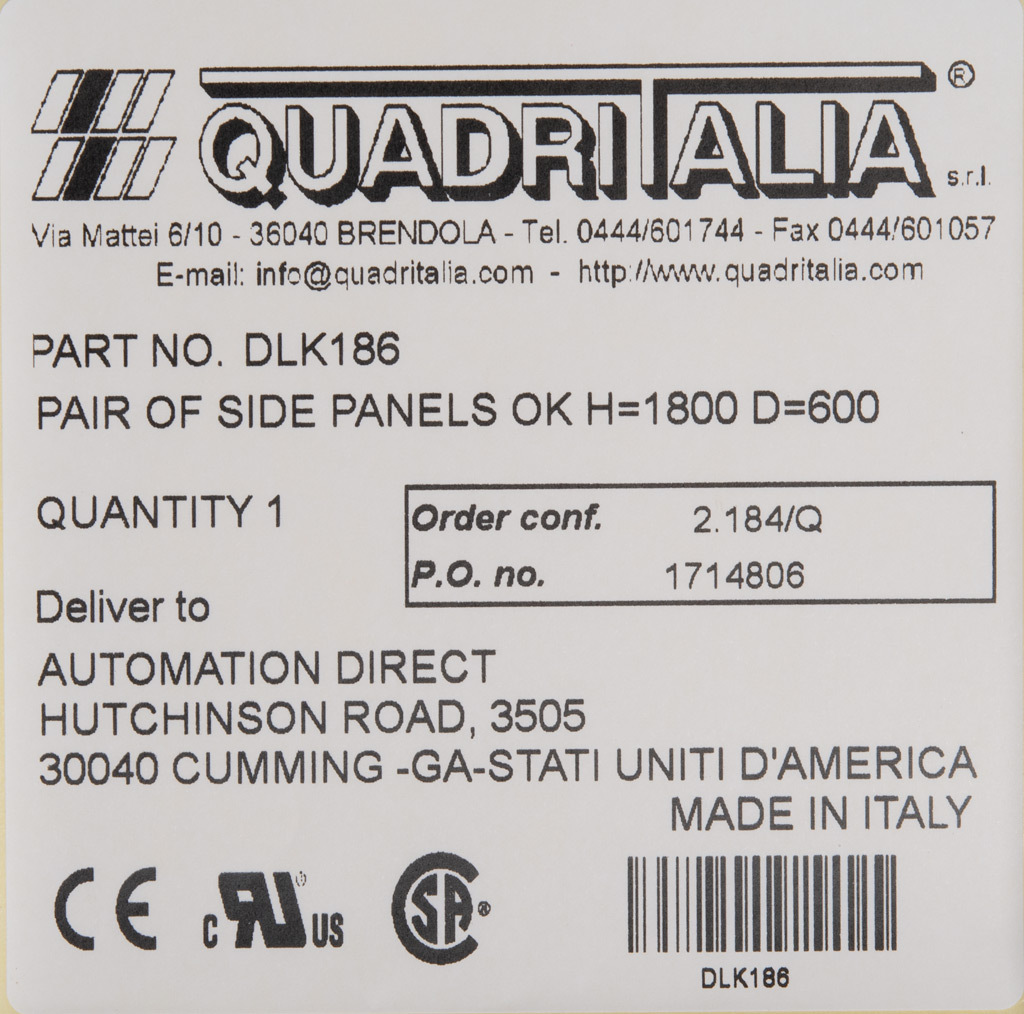 QUADRITALIA ® s.r.l.
Via Mattei 6/10 - 36040 BRENDOLA - Tel. 0444/601744 - Fax 0444/601057
E-mail: info@quadritalia.com - http://www.quadritalia.com
PART NO. DLK186
PAIR OF SIDE PANELS OK H=1800 D=600
QUANTITY 1
Order conf. 2.184/Q
P.O. no. 1714806
Deliver to
AUTOMATION DIRECT
HUTCHINSON ROAD, 3505
30040 CUMMING -GA-STATI UNITI D'AMERICA
MADE IN ITALY
CE c RU ® US SA ®
DLK186